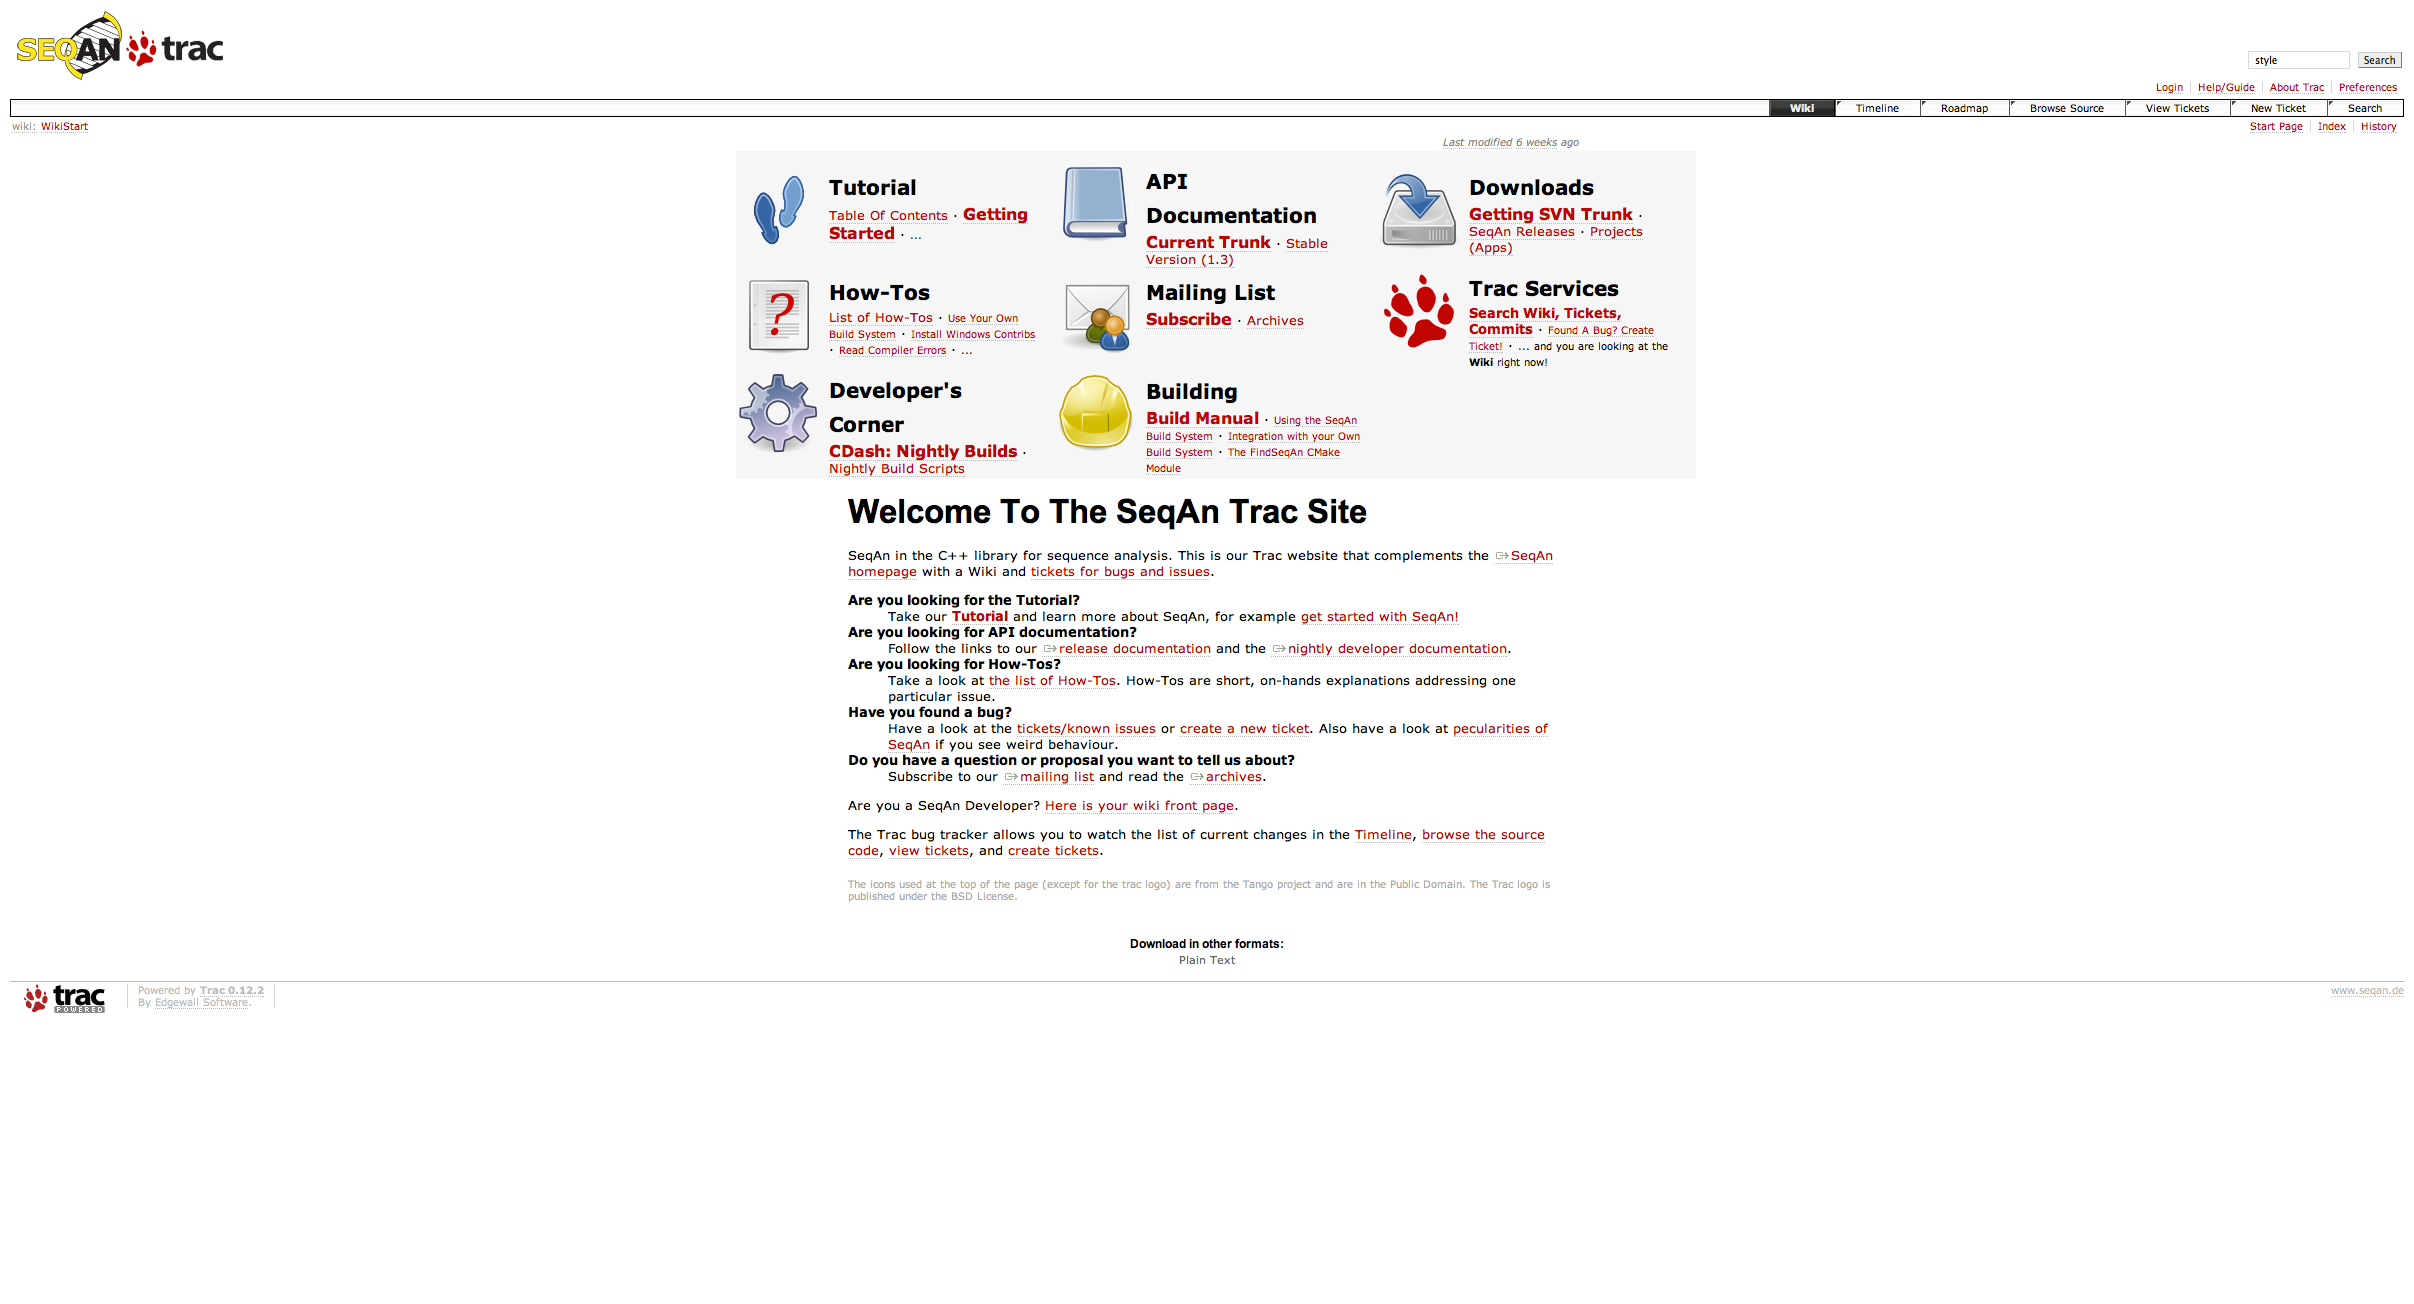 SEQAN trac
style Search
Login Help/Guide About Trac Preferences
Wiki Timeline Roadmap Browse Source View Tickets New Ticket Search
wiki: WikiStart
Start Page Index History
Last modified 6 weeks ago
Tutorial
Table Of Contents · Getting
Started · ...
API
Documentation
Current Trunk · Stable
Version (1.3)
Downloads
Getting SVN Trunk ·
SeqAn Releases · Projects
(Apps)
?
How-Tos
List of How-Tos · Use Your Own
Build System · Install Windows Contribs
· Read Compiler Errors · ...
Mailing List
Subscribe · Archives
Trac Services
Search Wiki, Tickets,
Commits · Found A Bug? Create
Ticket! · ... and you are looking at the
Wiki right now!
Developer's
Corner
CDash: Nightly Builds ·
Nightly Build Scripts
Building
Build Manual · Using the SeqAn
Build System · Integration with your Own
Build System · The FindSeqAn CMake
Module
Welcome To The SeqAn Trac Site
SeqAn in the C++ library for sequence analysis. This is our Trac website that complements the SeqAn
homepage with a Wiki and tickets for bugs and issues.
Are you looking for the Tutorial?
Take our Tutorial and learn more about SeqAn, for example get started with SeqAn!
Are you looking for API documentation?
Follow the links to our release documentation and the nightly developer documentation.
Are you looking for How-Tos?
Take a look at the list of How-Tos. How-Tos are short, on-hands explanations addressing one
particular issue.
Have you found a bug?
Have a look at the tickets/known issues or create a new ticket. Also have a look at pecularities of
SeqAn if you see weird behaviour.
Do you have a question or proposal you want to tell us about?
Subscribe to our mailing list and read the archives.
Are you a SeqAn Developer? Here is your wiki front page.
The Trac bug tracker allows you to watch the list of current changes in the Timeline, browse the source
code, view tickets, and create tickets.
The icons used at the top of the page (except for the trac logo) are from the Tango project and are in the Public Domain. The Trac logo is
published under the BSD License.
Download in other formats:
Plain Text
trac
POWERED
Powered by Trac 0.12.2
By Edgewall Software.
www.seqan.de